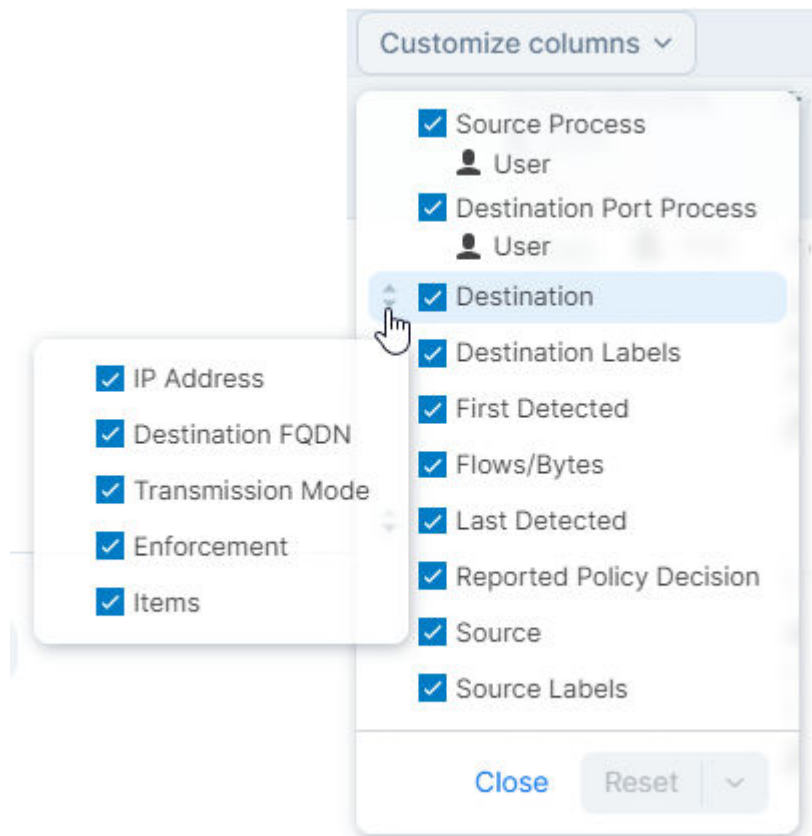 Customize columns
Source Process
User
Destination Port Process
User
Destination
Destination Labels
First Detected
Flows/Bytes
Last Detected
Reported Policy Decision
Source
Source Labels
IP Address
Destination FQDN
Transmission Mode
Enforcement
Items
Close
Reset